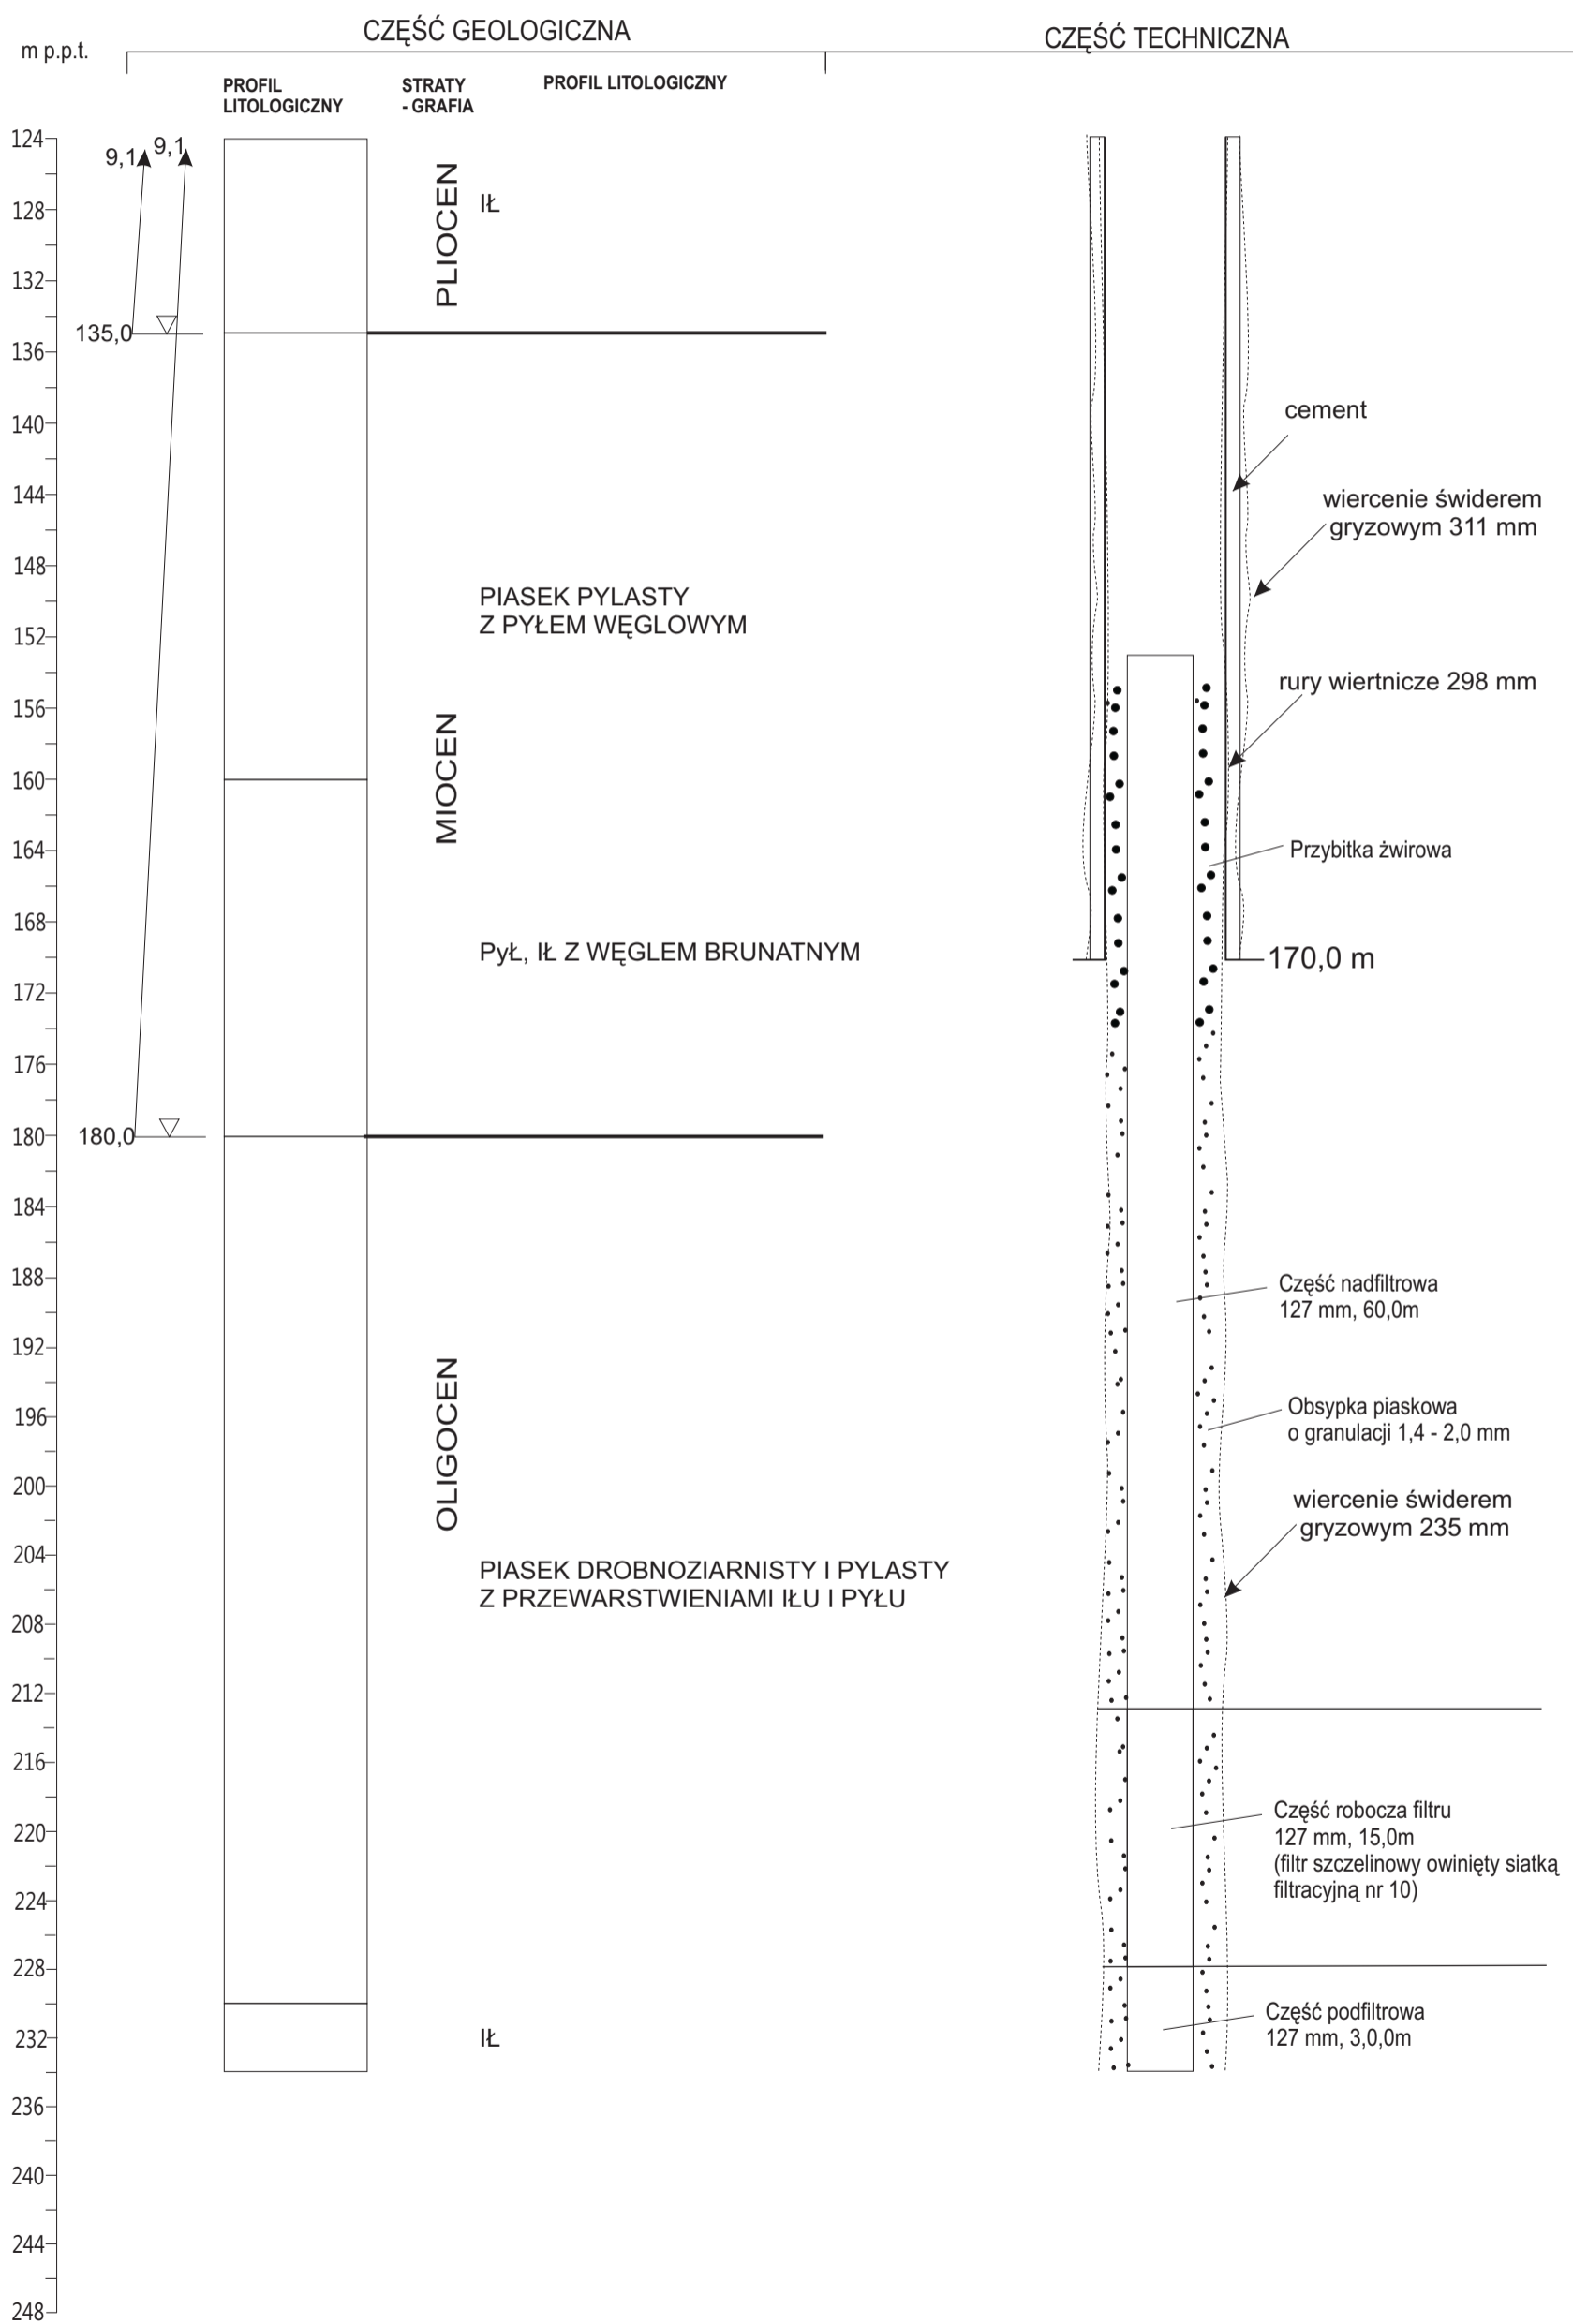 CZĘŚĆ GEOLOGICZNA
CZĘŚĆ TECHNICZNA
m p.p.t.
PROFIL
LITOLOGICZNY
STRATY
- GRAFIA
PROFIL LITOLOGICZNY
124
128
132
136
140
144
148
152
156
160
164
168
172
176
180
184
188
192
196
200
204
208
212
216
220
224
228
232
236
240
244
248
9,1
9,1
135,0
180,0
PLIOCEN
IŁ
MIOCEN
PIASEK PYLASTY
Z PYŁEM WĘGLOWYM
PyŁ, IŁ Z WĘGLEM BRUNATNYM
OLIGOCEN
PIASEK DROBNOZIARNISTY I PYLASTY
Z PRZEWARSTWIENIAMI IŁU I PYŁU
IŁ
cement
wiercenie świderem
gryzowym 311 mm
rury wiertnicze 298 mm
Przybitka żwirowa
170,0 m
Część nadfiltrowa
127 mm, 60,0m
Obsypka piaskowa
o granulacji 1,4 - 2,0 mm
wiercenie świderem
gryzowym 235 mm
Część robocza filtru
127 mm, 15,0m
(filtr szczelinowy owinięty siatką
filtracyjną nr 10)
Część podfiltrowa
127 mm, 3,0,0m